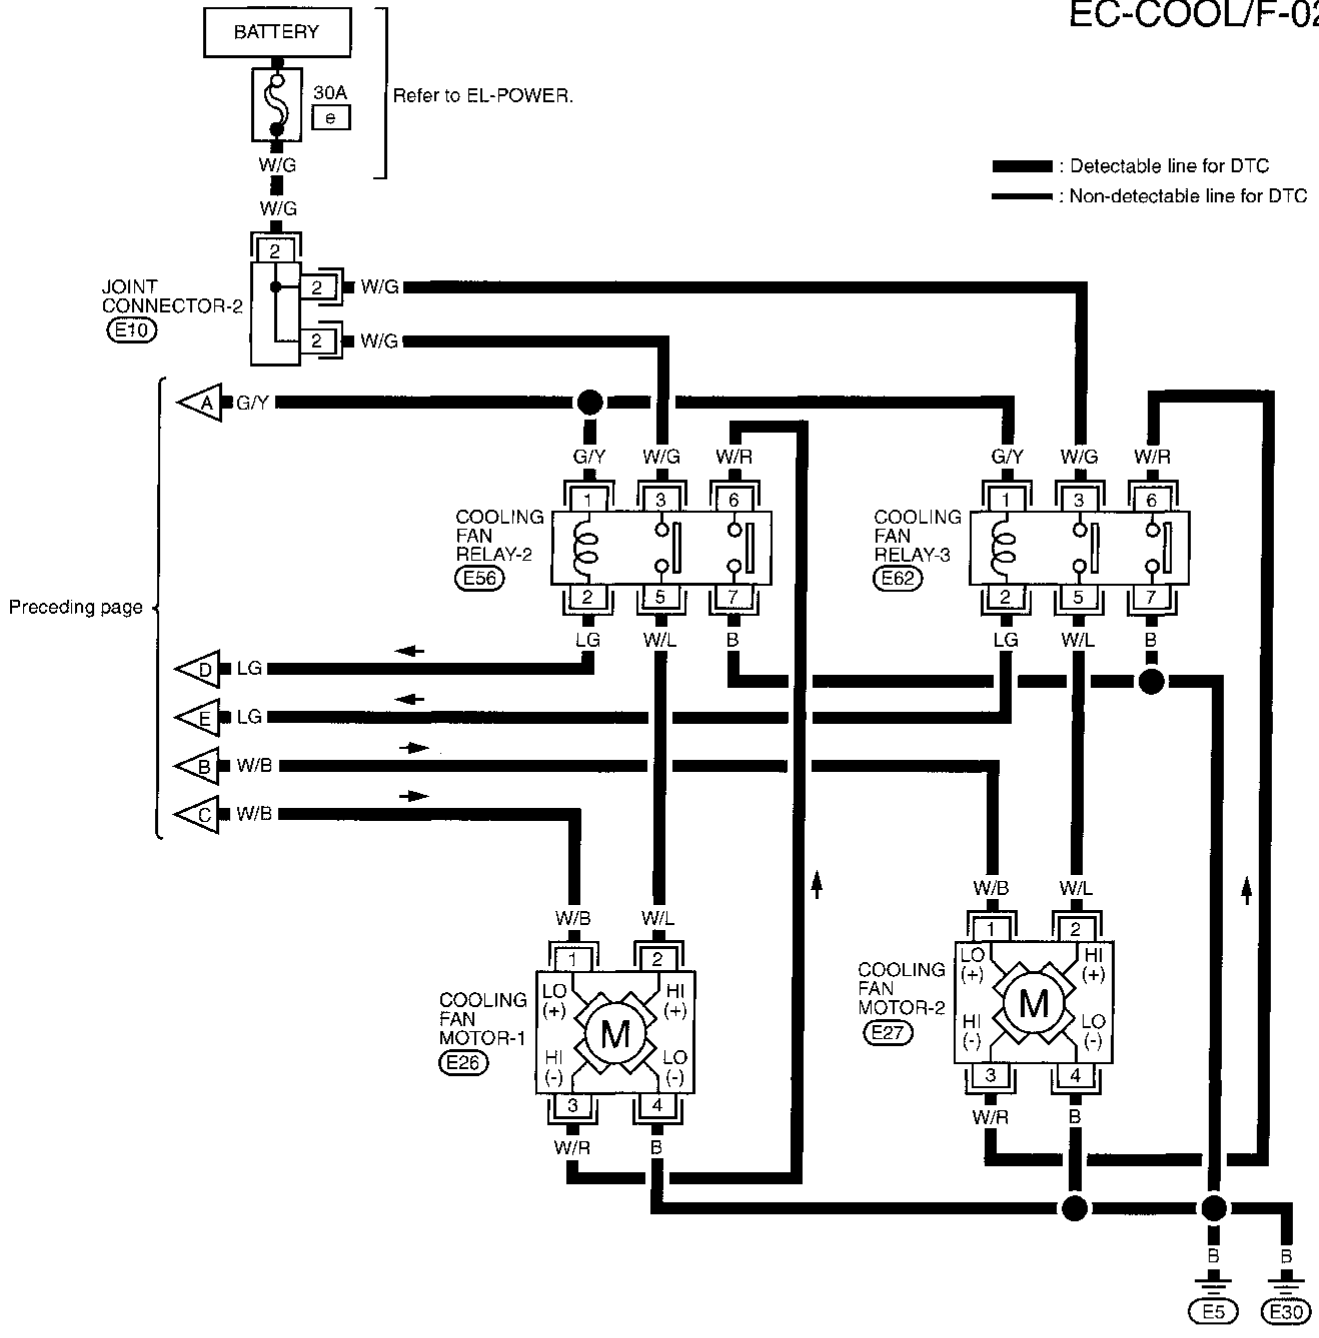 EC-COOL/F-02
BATTERY
30A
e
Refer to EL-POWER.
W/G
: Detectable line for DTC
: Non-detectable line for DTC
W/G
2
JOINT
CONNECTOR-2
E10
2 W/G
2 W/G
Preceding page
A G/Y
G/Y W/G W/R
G/Y W/G W/R
1 3 6
1 3 6
COOLING
FAN
RELAY-2
E56
COOLING
FAN
RELAY-3
E62
2 5 7
2 5 7
LG W/L B
LG W/L B
D LG
E LG
B W/B
C W/B
W/B W/L
1 2
COOLING
FAN
MOTOR-1
E26
LO
(+)
HI
(+)
M
HI
(-)
LO
(-)
3 4
W/R B
W/B W/L
1 2
COOLING
FAN
MOTOR-2
E27
LO
(+)
HI
(+)
M
HI
(-)
LO
(-)
3 4
W/R B
B B
E5 E30